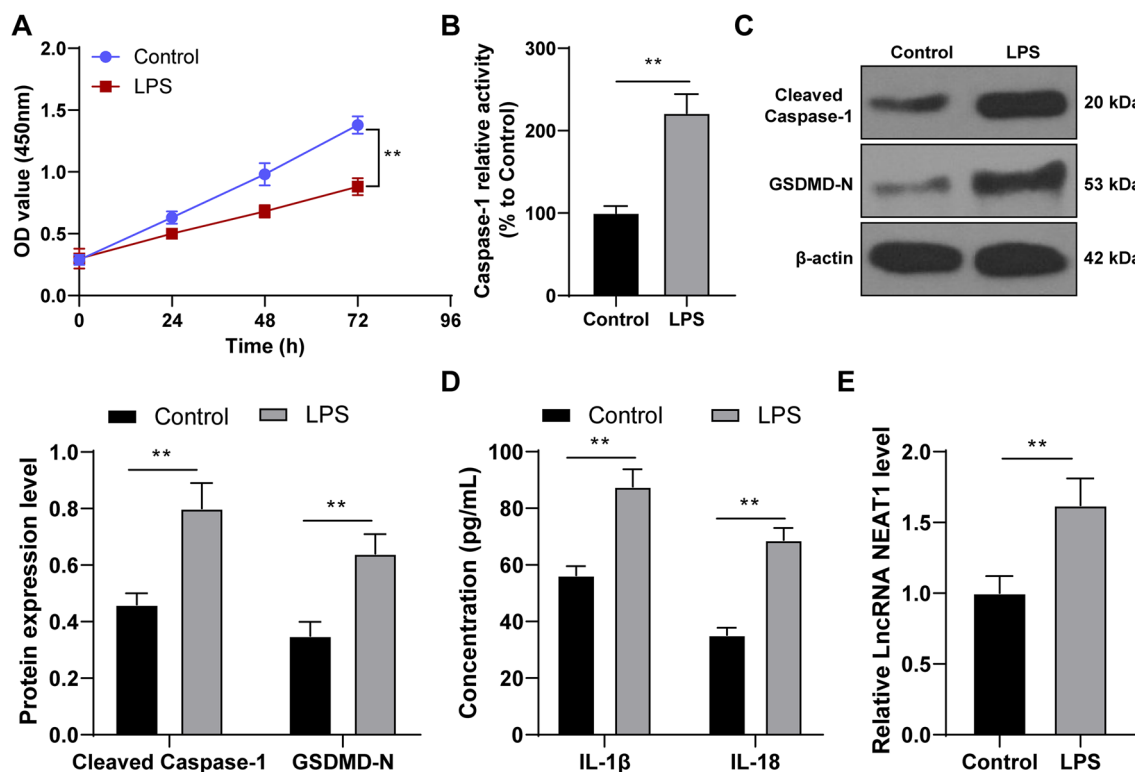 A
Control
LPS
OD value (450nm)
2.0
1.5
1.0
0.5
0.0
0 24 48 72 96
Time (h)
**
B
Caspase-1 relative activity
(% to Control)
300
200
100
0
**
Control LPS
C
Control LPS
Cleaved
Caspase-1
20 kDa
GSDMD-N
53 kDa
β-actin
42 kDa
Control LPS
Protein expression level
1.0
0.8
0.6
0.4
0.2
0.0
**
**
Cleaved Caspase-1 GSDMD-N
D
Control LPS
Concentration (pg/mL)
100
80
60
40
20
0
**
**
IL-1β IL-18
E
Relative LncRNA NEAT1 level
2.0
1.5
1.0
0.5
0.0
**
Control LPS